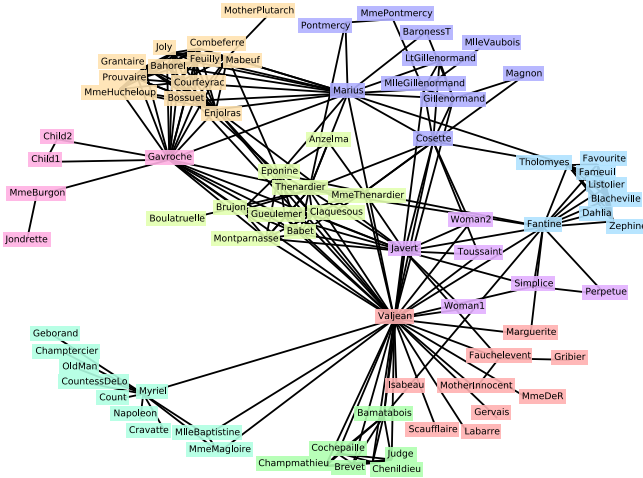 MotherPlutarch
MmePontmercy
Pontmercy
BaronessT
MlleVaubois
Joly
Combeferre
Grantaire
Feuilly
Mabeuf
LtGillenormand
Bahorel
Prouvaire
Courfeyrac
MlleGillenormand
Magnon
MmeHucheloup
Bossuet
Marius
Gillenormand
Enjolras
Child2
Anzelma
Cosette
Child1
Gavroche
Tholomyes
Favourite
Eponine
Fameuil
Thenardier
Listolier
MmeBurgon
MmeThenardier
Blacheville
Brujon
Gueulemer
Claquesous
Dahlia
Boulatruelle
Woman2
Fantine
Zephine
Babet
Jondrette
Montparnasse
Javert
Toussaint
Simplice
Perpetue
Woman1
Valjean
Geborand
Marguerite
Champtercier
Fauchelevent
Gribier
OldMan
CountessDeLo
Isabeau
MotherInnocent
Myriel
Count
MmeDeR
Napoleon
Bamatabois
Gervais
Cravatte
MlleBaptistine
Scaufflaire
Labarre
MmeMagloire
Cochepaille
Judge
Champmathieu
Brevet
Chenildieu